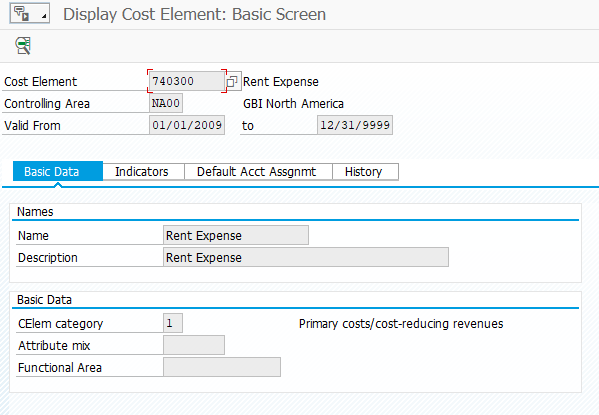 Display Cost Element: Basic Screen
Cost Element 740300 Rent Expense
Controlling Area NA00 GBI North America
Valid From 01/01/2009 to 12/31/9999
Basic Data Indicators Default Acct Assgnmt History
Names
Name Rent Expense
Description Rent Expense
Basic Data
CElem category 1 Primary costs/cost-reducing revenues
Attribute mix
Functional Area